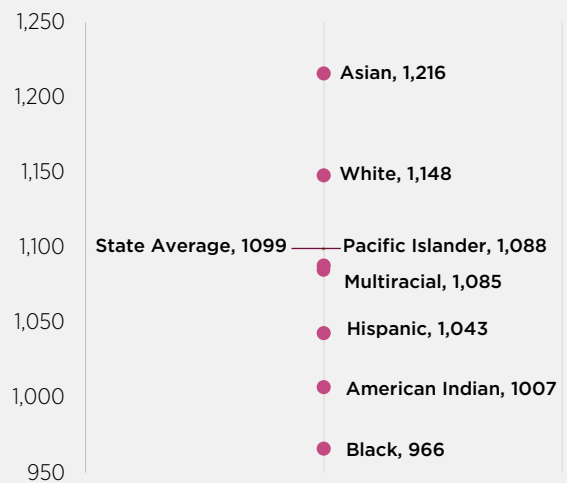 1,250
Asian, 1,216
1,200
White, 1,148
1,150
1,100
State Average, 1099
Pacific Islander, 1,088
Multiracial, 1,085
1,050
Hispanic, 1,043
1,000
American Indian, 1007
Black, 966
950